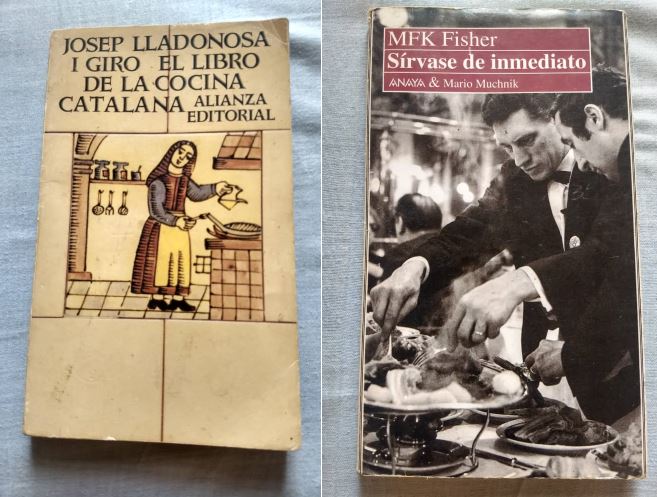 JOSEP LLADONOSA
I GIRO EL LIBRO
DE LA COCINA
CATALANA ALIANZA
EDITORIAL
MFK Fisher
Sírvase de inmediato
ANAYA & Mario Muchnik